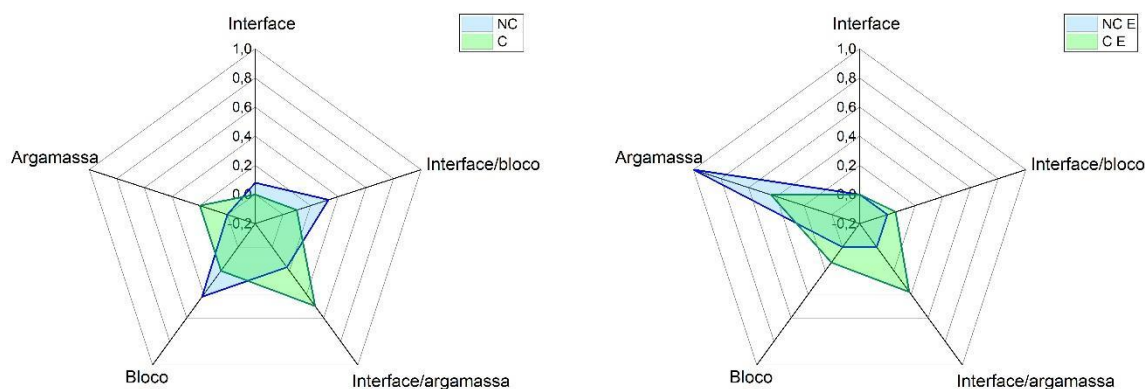 Interface
NC
C
1,0
0,8
0,6
0,4
0,2
0,0
-0,2
Argamassa
Interface/bloco
Bloco
Interface/argamassa
Interface
NC E
C E
1,0
0,8
0,6
0,4
0,2
0,0
-0,2
Argamassa
Interface/bloco
Bloco
Interface/argamassa